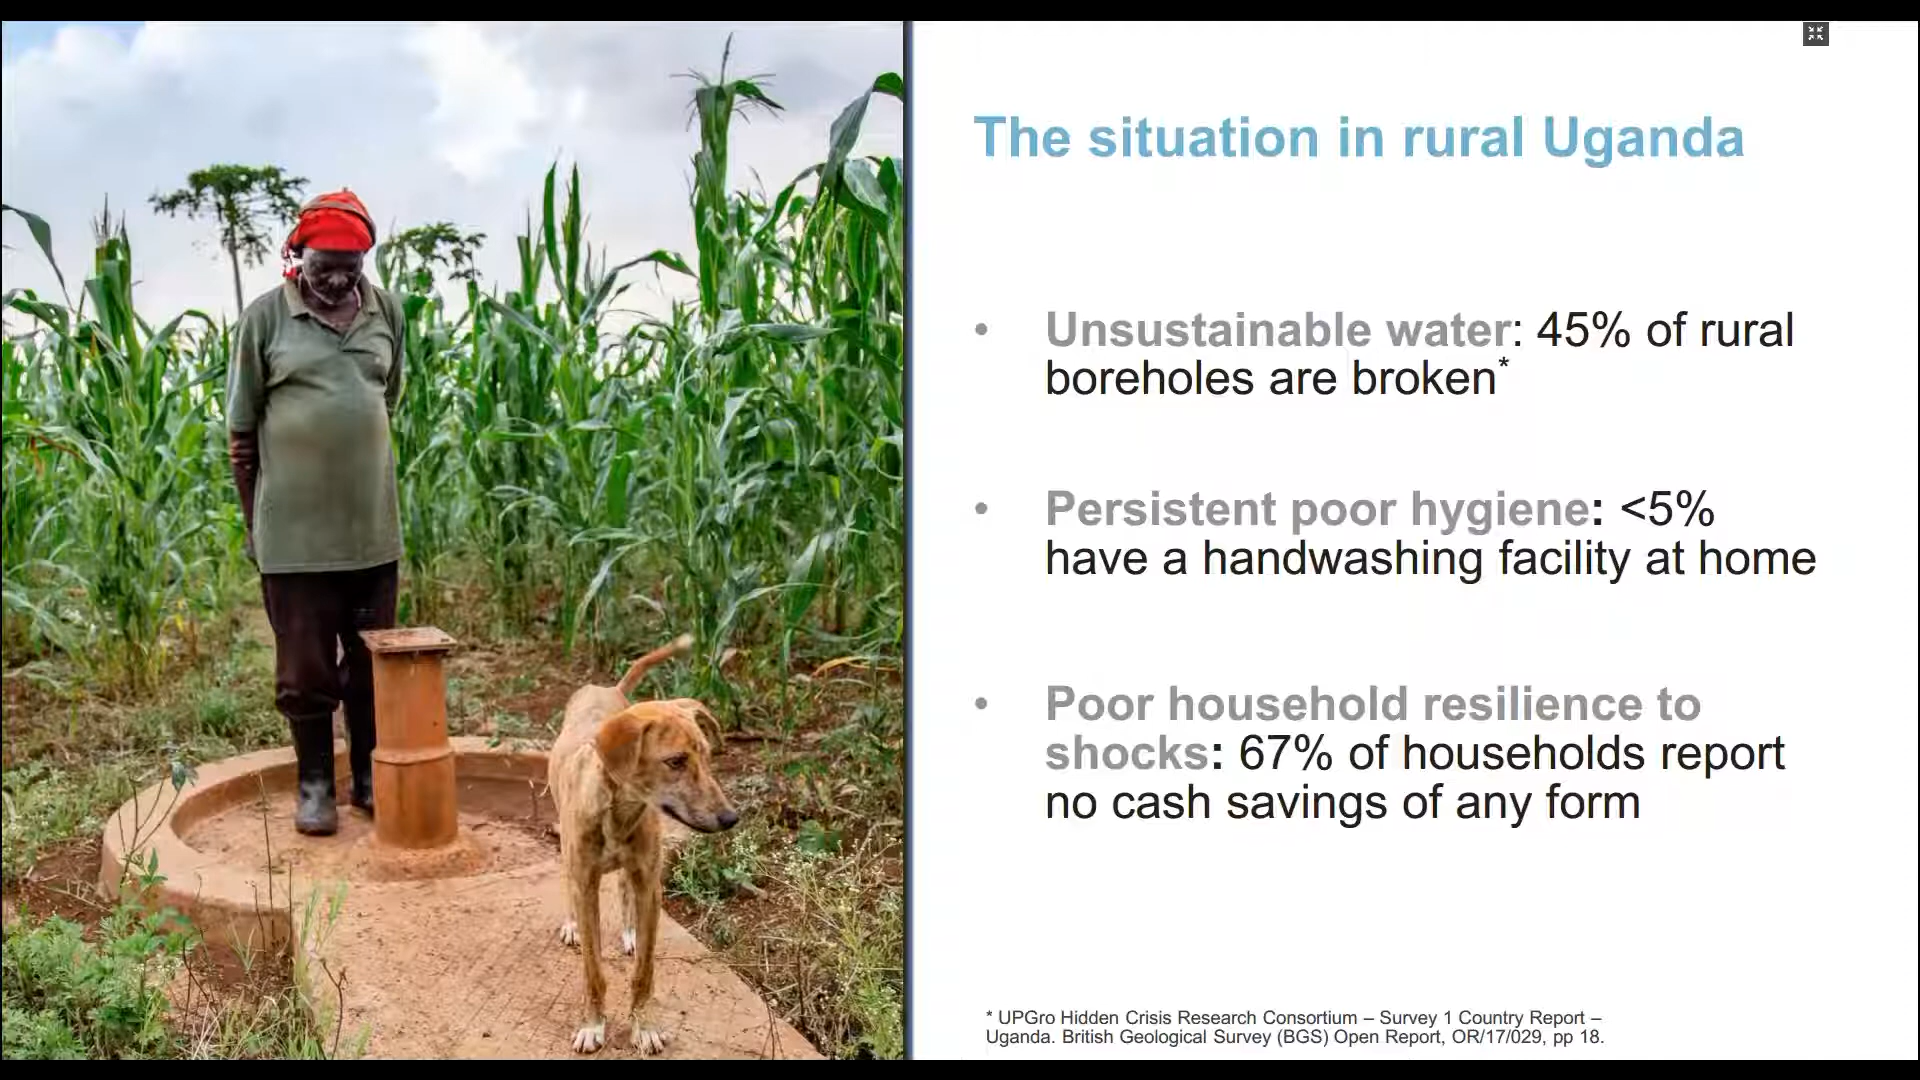 The situation in rural Uganda
• Unsustainable water: 45% of rural
boreholes are broken*
• Persistent poor hygiene: <5%
have a handwashing facility at home
• Poor household resilience to
shocks: 67% of households report
no cash savings of any form
* UPGro Hidden Crisis Research Consortium – Survey 1 Country Report –
Uganda. British Geological Survey (BGS) Open Report, OR/17/029, pp 18.